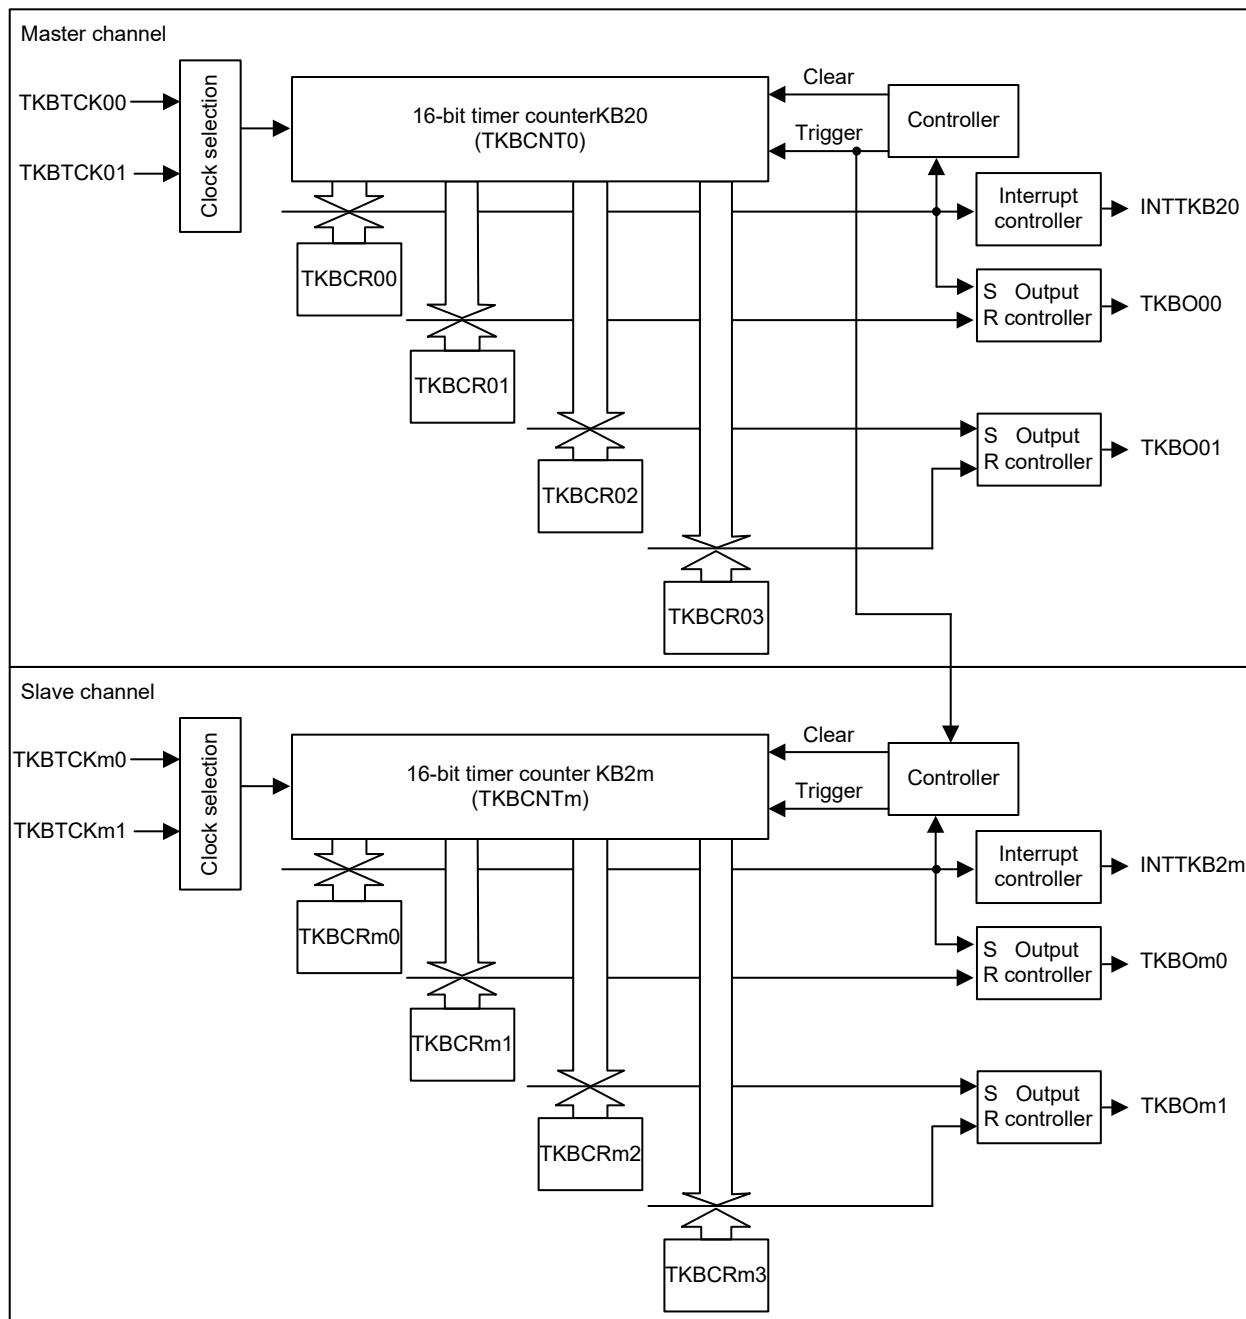 Master channel
TKBTCK00
TKBTCK01
Clock selection
16-bit timer counterKB20
(TKBCNT0)
Clear
Trigger
Controller
Interrupt
controller
INTTKB20
TKBCR00
S Output
R controller
TKBO00
TKBCR01
S Output
R controller
TKBO01
TKBCR02
TKBCR03
Slave channel
TKBTCKm0
TKBTCKm1
Clock selection
16-bit timer counter KB2m
(TKBCNTm)
Clear
Trigger
Controller
Interrupt
controller
INTTKB2m
TKBCRm0
S Output
R controller
TKBOm0
TKBCRm1
S Output
R controller
TKBOm1
TKBCRm2
TKBCRm3